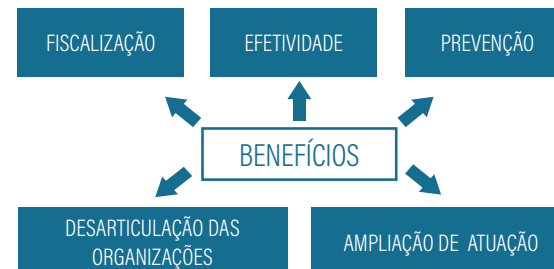 FISCALIZAÇÃO
EFETIVIDADE
PREVENÇÃO
BENEFÍCIOS
DESARTICULAÇÃO DAS
ORGANIZAÇÕES
AMPLIAÇÃO DE ATUAÇÃO